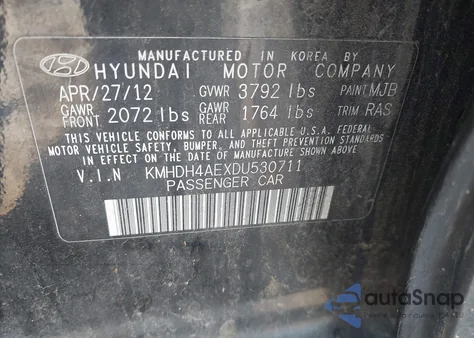 MANUFACTURED IN KOREA BY
HYUNDAI MOTOR COMPANY
APR/27/12 GVWR 3792 lbs PAINT MJB
GAWR FRONT 2072 lbs GAWR REAR 1764 lbs TRIM RAS
THIS VEHICLE CONFORMS TO ALL APPLICABLE U.S.A. FEDERAL
MOTOR VEHICLE SAFETY, BUMPER, AND THEFT PREVENTION
STANDARDS IN EFFECT ON THE DATE OF MANUFACTURE SHOWN ABOVE.
V.I.N KMHDH4AEXDU530711
PASSENGER CAR
autoSnap